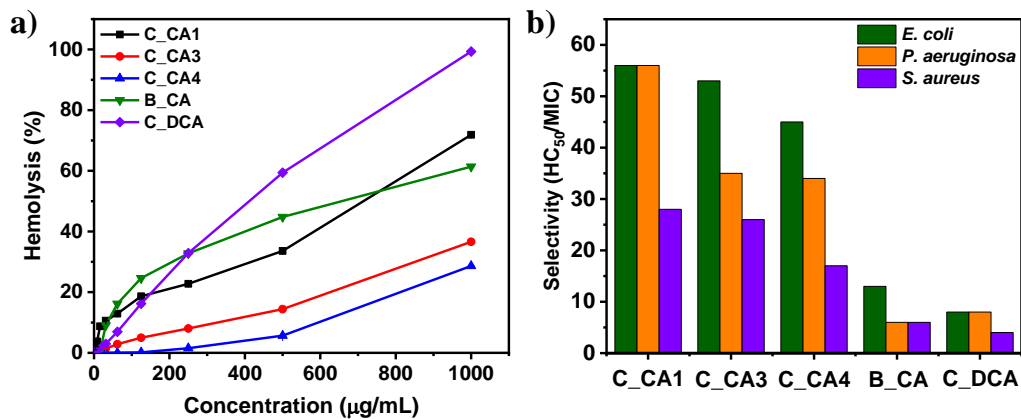 a)
C_CA1
C_CA3
C_CA4
B_CA
C_DCA
100
80
60
40
20
0
Hemolysis (%)
0 200 400 600 800 1000
Concentration (μg/mL)
b)
E. coli
P. aeruginosa
S. aureus
60
50
40
30
20
10
0
Selectivity (HC50/MIC)
C_CA1 C_CA3 C_CA4 B_CA C_DCA